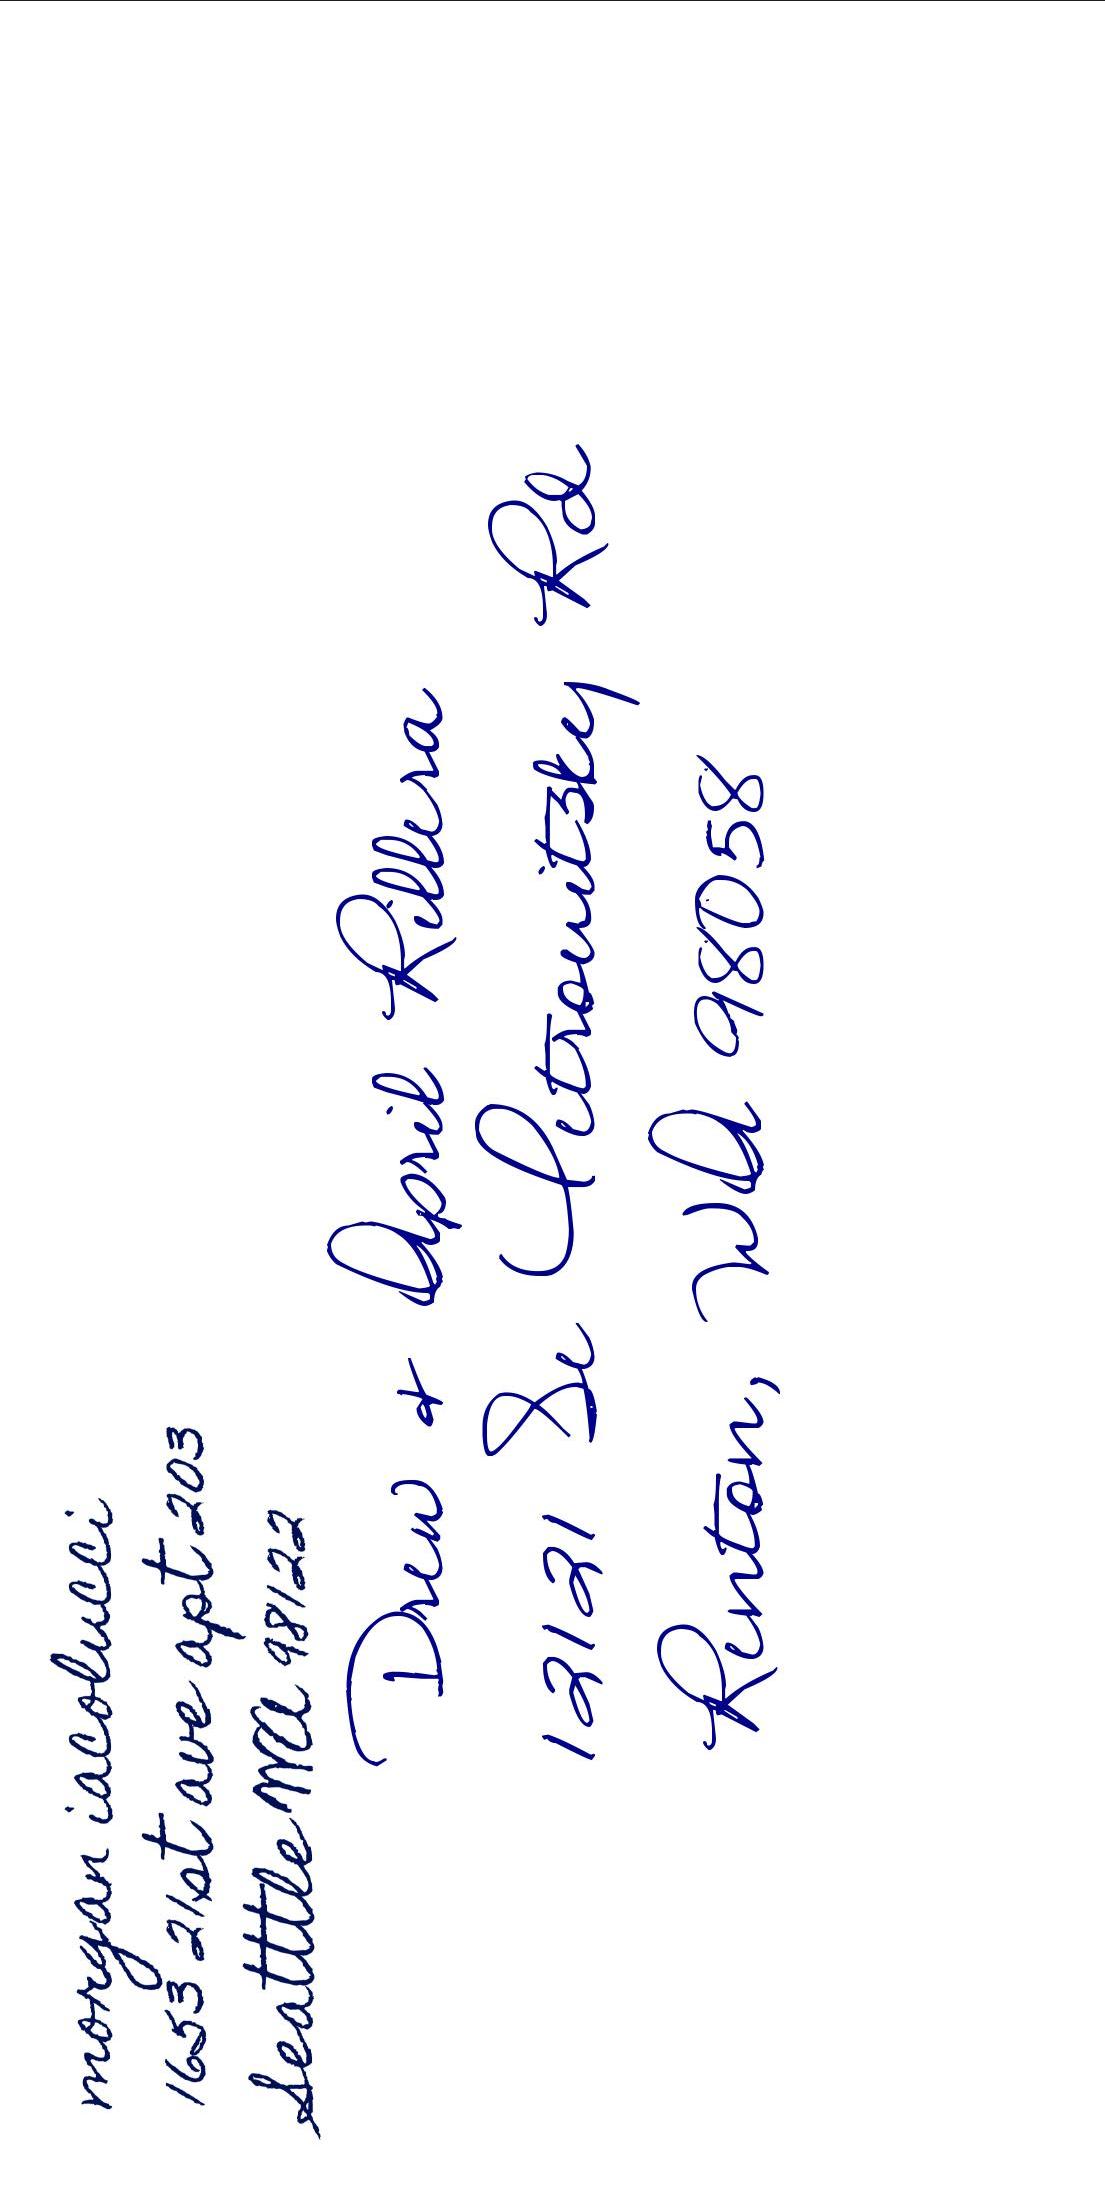 morgan iacolucci
1653 21st ave apt 203
Seattle WA 98122
Drew & April Rillera
12121 Se Petrovitsky Rd
Renton, WA 98058